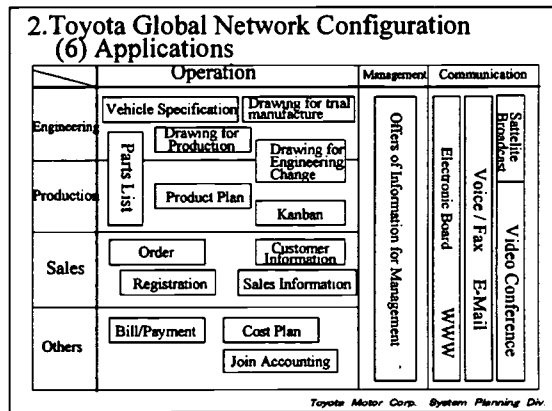 2.Toyota Global Network Configuration
(6) Applications
Operation
Management
Communication
Engineering
Vehicle Specification
Drawing for trial
manufacture
Drawing for
Production
Drawing for
Engineering
Change
Parts List
Production
Product Plan
Kanban
Sales
Order
Customer
Information
Registration
Sales Information
Others
Bill/Payment
Cost Plan
Join Accounting
Offers of Information for Management
Electronic Board WWW
Voice / Fax E-Mail
Sattelite
Broadcast
Video Conference
Toyota Motor Corp. System Planning Div.